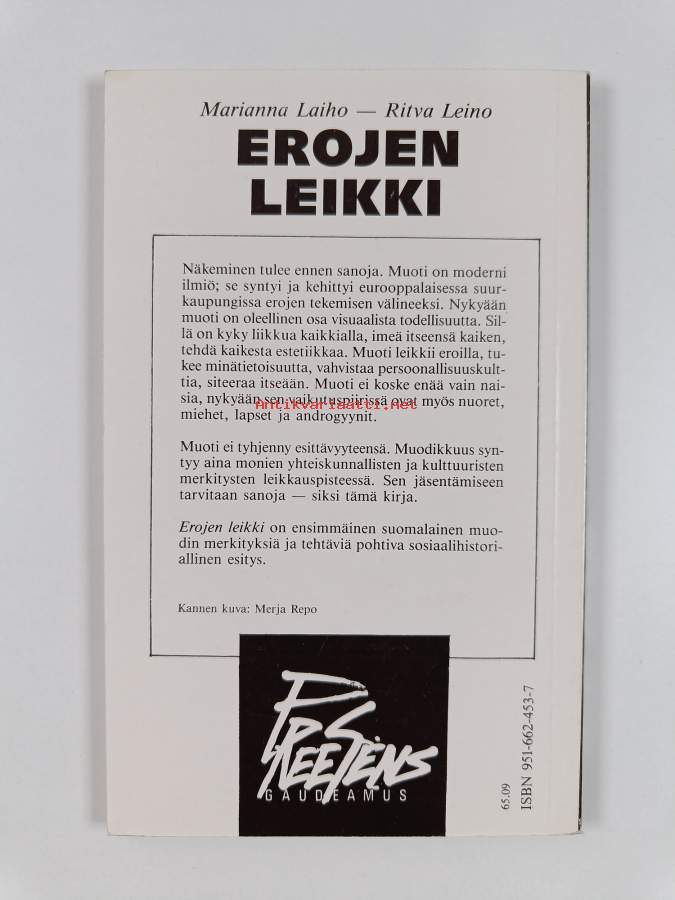 Marianna Laiho — Ritva Leino
EROJEN
LEIKKI
Näkeminen tulee ennen sanoja. Muoti on moderni
ilmiö; se syntyi ja kehittyi eurooppalaisessa suur-
kaupungissa erojen tekemisen välineeksi. Nykyään
muoti on oleellinen osa visuaalista todellisuutta. Sil-
lä on kyky liikkua kaikkialla, imeä itseensä kaiken,
tehdä kaikesta estetiikkaa. Muoti leikkii eroilla, tu-
kee minätietoisuutta, vahvistaa persoonallisuuskult-
tia, siteeraa itseään. Muoti ei koske enää vain nai-
sia, nykyään sen vaikutuspiirissä ovat myös nuoret,
Antikvariaatti.net
miehet, lapset ja androgyynit.
Muoti ei tyhjenny esittävyyteensä. Muodikkuus syn-
tyy aina monien yhteiskunnallisten ja kulttuuristen
merkitysten leikkauspisteessä. Sen jäsentämiseen
tarvitaan sanoja — siksi tämä kirja.
Erojen leikki on ensimmäinen suomalainen muo-
din merkityksiä ja tehtäviä pohtiva sosiaalihistori-
allinen esitys.
Kannen kuva: Merja Repo
PREESENS
GAUDEAMUS
65.09
ISBN 951-662-453-7